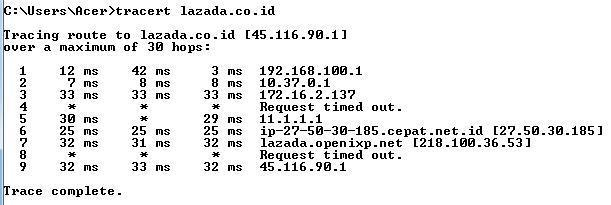 C:\Users\Acer>tracert lazada.co.id
Tracing route to lazada.co.id [45.116.90.1]
over a maximum of 30 hops:
1 12 ms 42 ms 3 ms 192.168.100.1
2 7 ms 8 ms 8 ms 10.37.0.1
3 33 ms 33 ms 33 ms 172.16.2.137
4 * * * Request timed out.
5 30 ms * 29 ms 11.1.1.1
6 25 ms 25 ms 25 ms ip-27-50-30-185.cepat.net.id [27.50.30.185]
7 32 ms 31 ms 32 ms lazada.openixp.net [218.100.36.53]
8 * * * Request timed out.
9 32 ms 33 ms 32 ms 45.116.90.1
Trace complete.